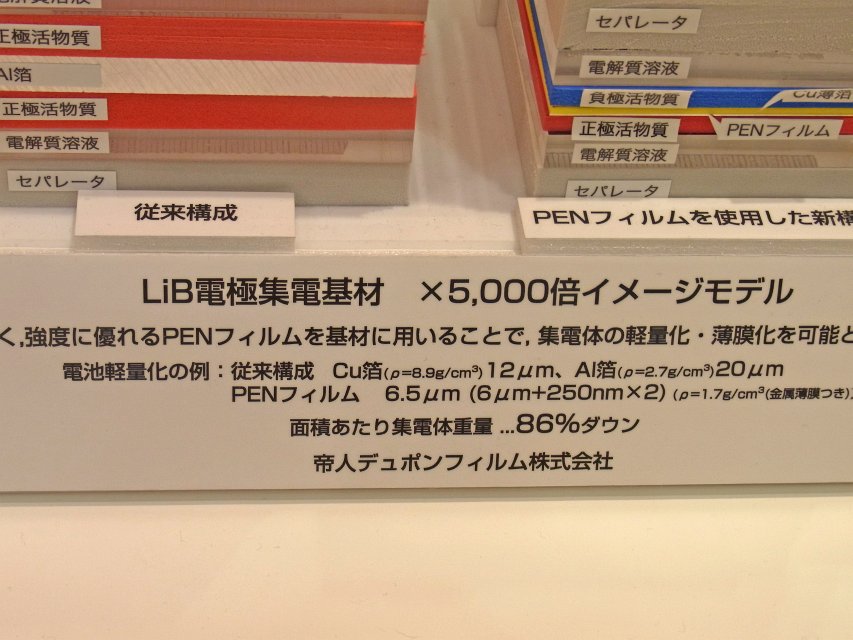 電解質溶液
正極活物質
Al箔
正極活物質
電解質溶液
セパレータ
従来構成
セパレータ
電解質溶液
負極活物質
Cu薄箔
正極活物質
PENフィルム
電解質溶液
セパレータ
PENフィルムを使用した新構
LiB電極集電基材 ×5,000倍イメージモデル
く,強度に優れるPENフィルムを基材に用いることで, 集電体の軽量化・薄膜化を可能と
電池軽量化の例：従来構成 Cu箔(ρ=8.9g/cm³)12μm、Al箔(ρ=2.7g/cm³)20μm
PENフィルム 6.5μm (6μm+250nm×2) (ρ=1.7g/cm³(金属薄膜つき)
面積あたり集電体重量 ...86%ダウン
帝人デュポンフィルム株式会社